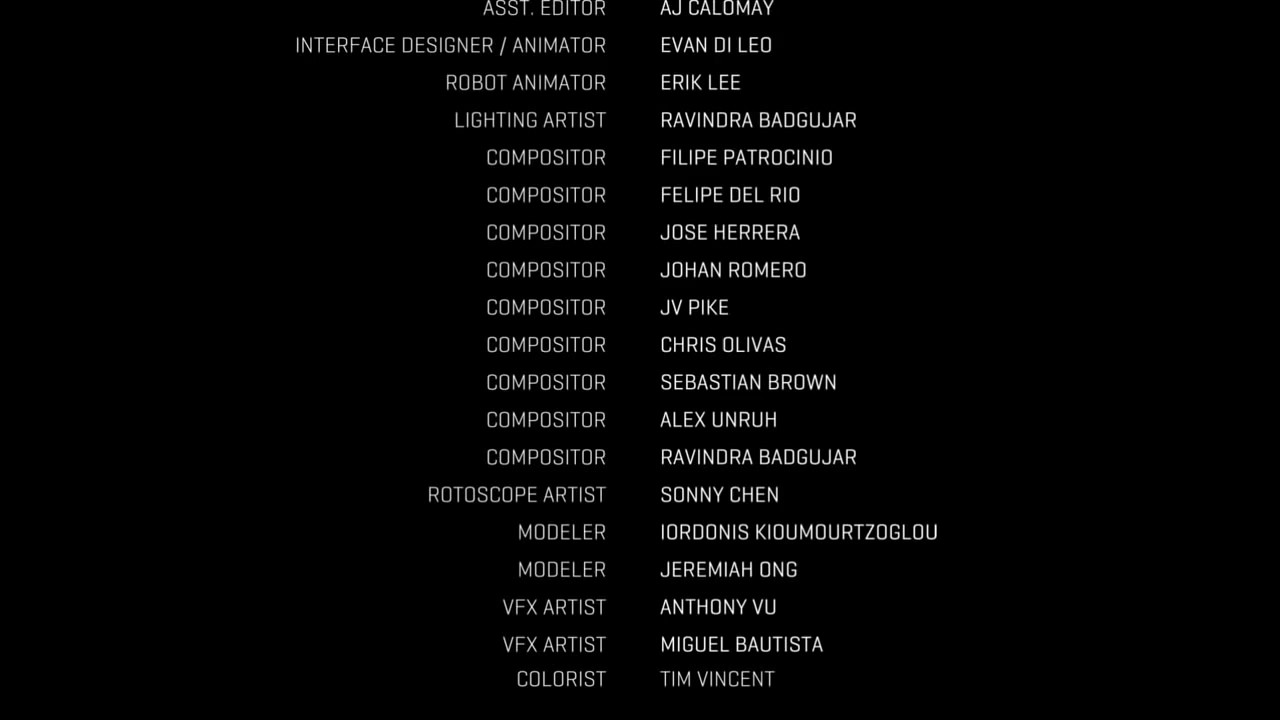 ASST. EDITOR AJ CALOMAY
INTERFACE DESIGNER / ANIMATOR EVAN DI LEO
ROBOT ANIMATOR ERIK LEE
LIGHTING ARTIST RAVINDRA BADGUJAR
COMPOSITOR FILIPE PATROCINIO
COMPOSITOR FELIPE DEL RIO
COMPOSITOR JOSE HERRERA
COMPOSITOR JOHAN ROMERO
COMPOSITOR JV PIKE
COMPOSITOR CHRIS OLIVAS
COMPOSITOR SEBASTIAN BROWN
COMPOSITOR ALEX UNRUH
COMPOSITOR RAVINDRA BADGUJAR
ROTOSCOPE ARTIST SONNY CHEN
MODELER IORDONIS KIOUMOURTZOGLOU
MODELER JEREMIAH ONG
VFX ARTIST ANTHONY VU
VFX ARTIST MIGUEL BAUTISTA
COLORIST TIM VINCENT